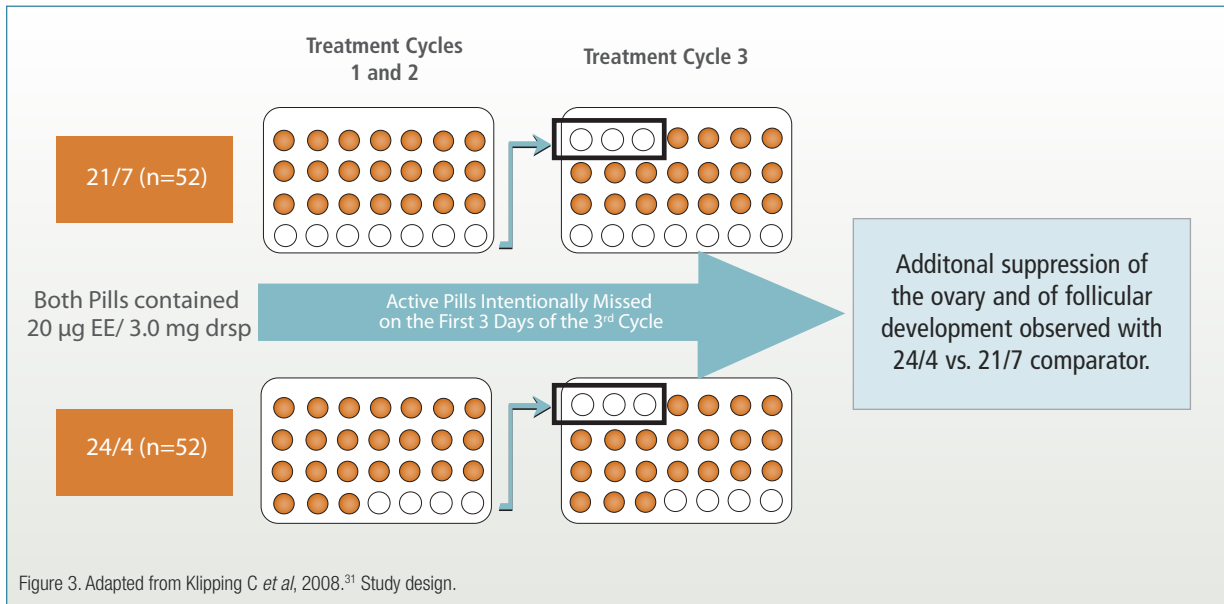 Treatment Cycles
1 and 2
Treatment Cycle 3
21/7 (n=52)
Both Pills contained
20 µg EE/ 3.0 mg drsp
Active Pills Intentionally Missed
on the First 3 Days of the 3rd Cycle
Additonal suppression of
the ovary and of follicular
development observed with
24/4 vs. 21/7 comparator.
24/4 (n=52)
Figure 3. Adapted from Klipping C et al, 2008.31 Study design.